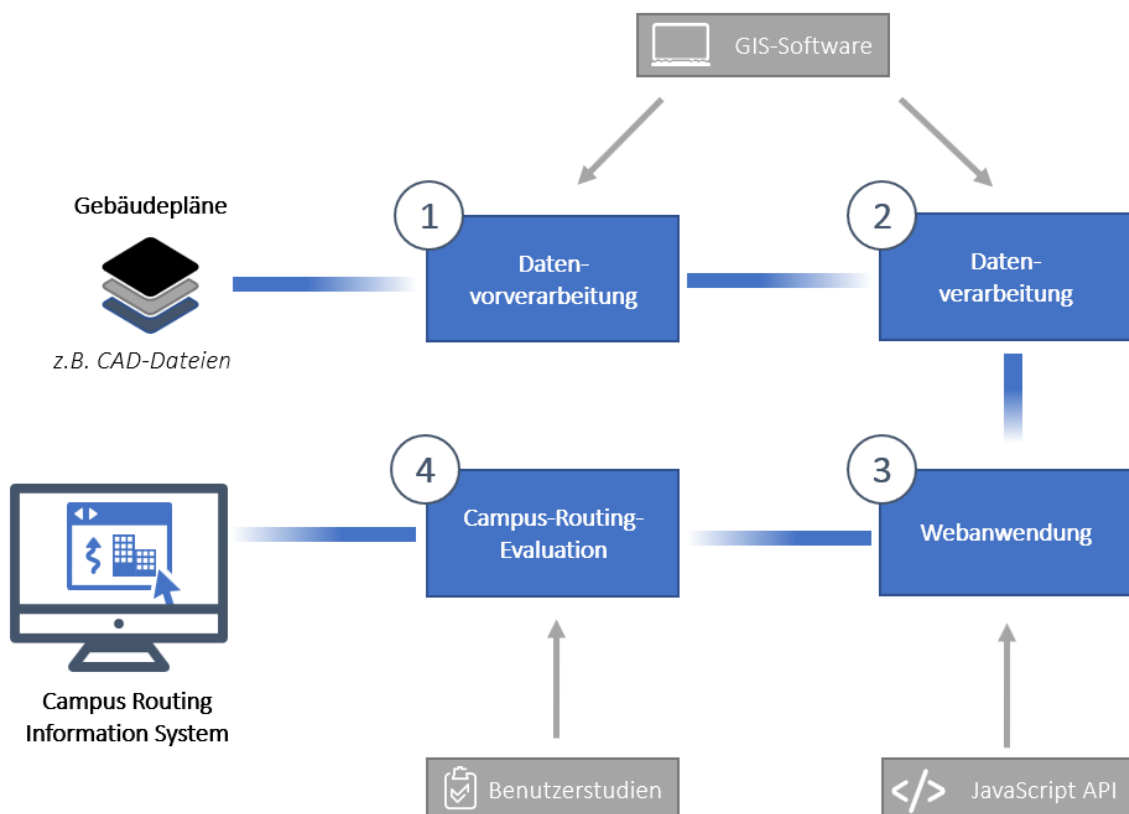 GIS-Software
Gebäudepläne
z.B. CAD-Dateien
1
Daten-
vorverarbeitung
2
Daten-
verarbeitung
3
Webanwendung
4
Campus-Routing-
Evaluation
Campus Routing
Information System
Benutzerstudien
</> JavaScript API